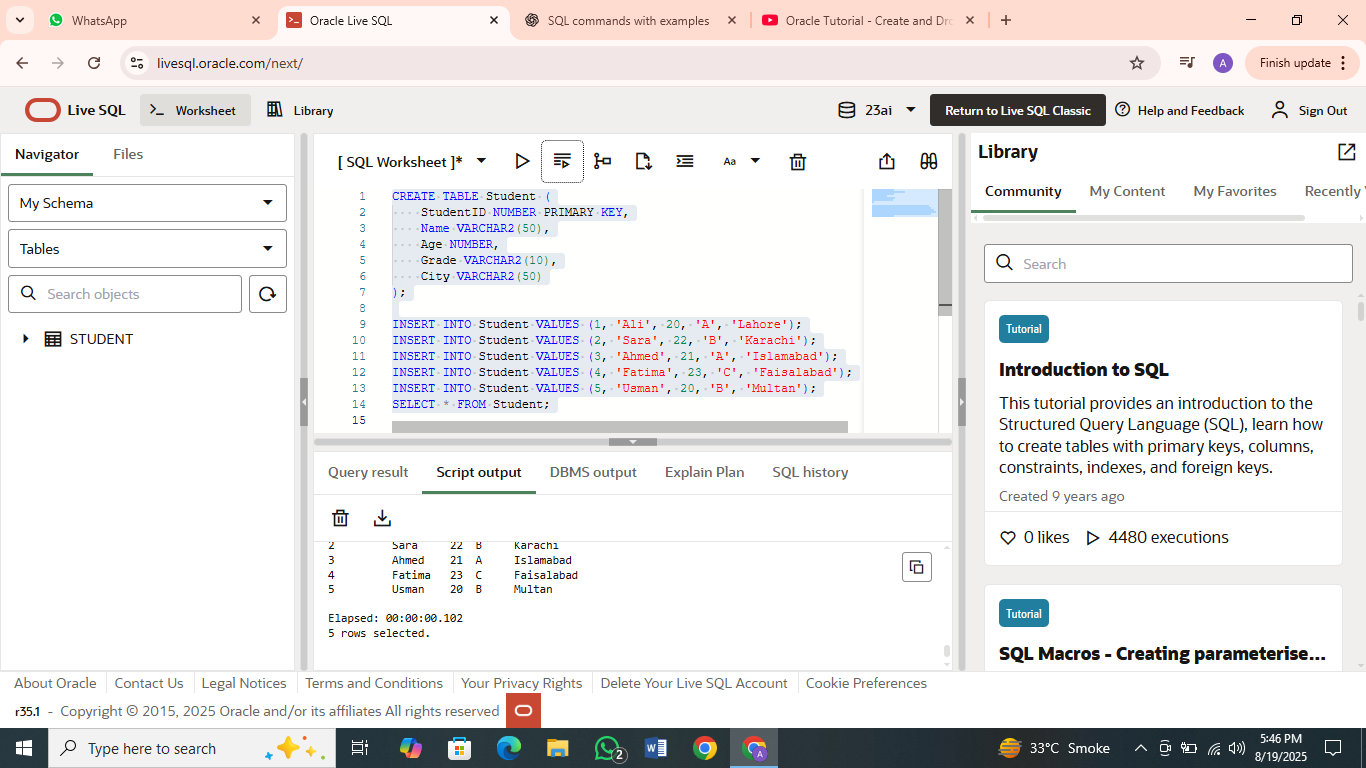 WhatsApp
Oracle Live SQL
SQL commands with examples
Oracle Tutorial - Create and Dr
livesql.oracle.com/next/
A
Finish update
Live SQL
Worksheet
Library
23ai
Return to Live SQL Classic
Help and Feedback
Sign Out
Navigator
Files
My Schema
Tables
Search objects
STUDENT
[ SQL Worksheet ]*
Aa
1 CREATE TABLE Student (
2 ····StudentID NUMBER PRIMARY KEY,
3 ····Name VARCHAR2(50),
4 ····Age NUMBER,
5 ····Grade VARCHAR2(10),
6 ····City VARCHAR2(50)
7 );
8
9 INSERT INTO Student VALUES (1, 'Ali', 20, 'A', 'Lahore');
10 INSERT INTO Student VALUES (2, 'Sara', 22, 'B', 'Karachi');
11 INSERT INTO Student VALUES (3, 'Ahmed', 21, 'A', 'Islamabad');
12 INSERT INTO Student VALUES (4, 'Fatima', 23, 'C', 'Faisalabad');
13 INSERT INTO Student VALUES (5, 'Usman', 20, 'B', 'Multan');
14 SELECT * FROM Student;
15
Query result
Script output
DBMS output
Explain Plan
SQL history
2 Sara 22 B Karachi
3 Ahmed 21 A Islamabad
4 Fatima 23 C Faisalabad
5 Usman 20 B Multan
Elapsed: 00:00:00.102
5 rows selected.
Library
Community
My Content
My Favorites
Recently
Search
Tutorial
Introduction to SQL
This tutorial provides an introduction to the
Structured Query Language (SQL), learn how
to create tables with primary keys, columns,
constraints, indexes, and foreign keys.
Created 9 years ago
0 likes
4480 executions
Tutorial
SQL Macros - Creating parameterise...
About Oracle
Contact Us
Legal Notices
Terms and Conditions
Your Privacy Rights
Delete Your Live SQL Account
Cookie Preferences
r35.1 - Copyright © 2015, 2025 Oracle and/or its affiliates All rights reserved
Type here to search
2
W
A
33°C Smoke
5:46 PM
8/19/2025